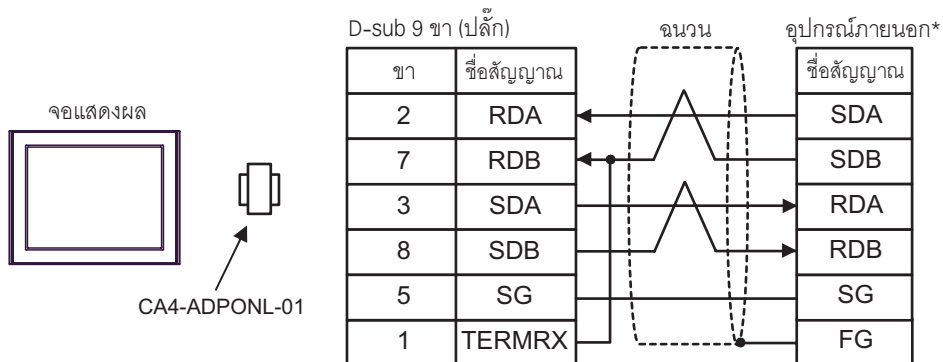 D-sub 9 ขา (ปลั๊ก)
ฉนวน
อุปกรณ์ภายนอก*
ขา ชื่อสัญญาณ
ชื่อสัญญาณ
จอแสดงผล
2 RDA
SDA
7 RDB
SDB
3 SDA
RDA
8 SDB
RDB
CA4-ADPONL-01
5 SG
SG
1 TERMRX
FG